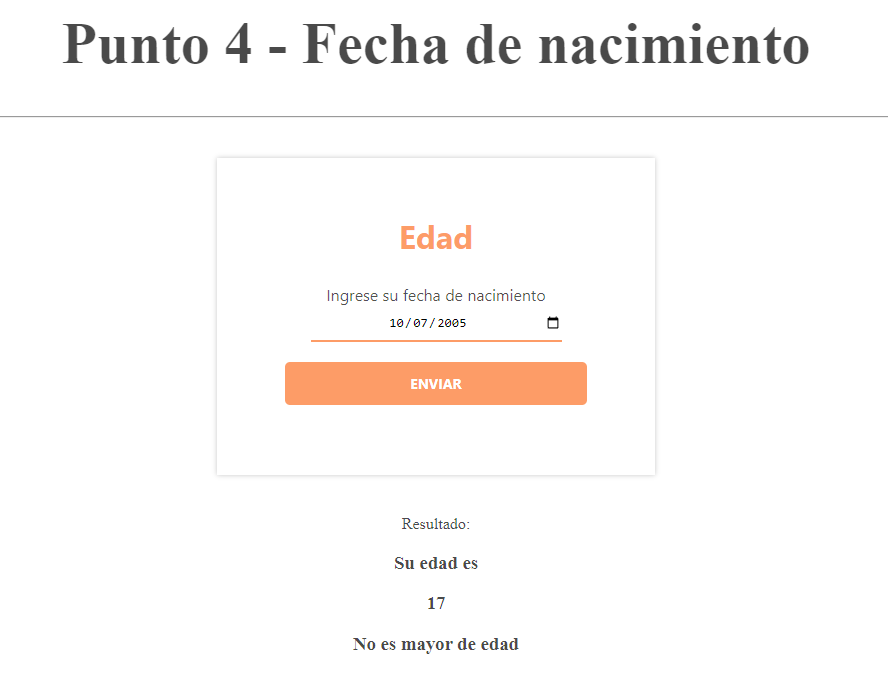 Punto 4 - Fecha de nacimiento
Edad
Ingrese su fecha de nacimiento
10/07/2005
ENVIAR
Resultado:
Su edad es
17
No es mayor de edad